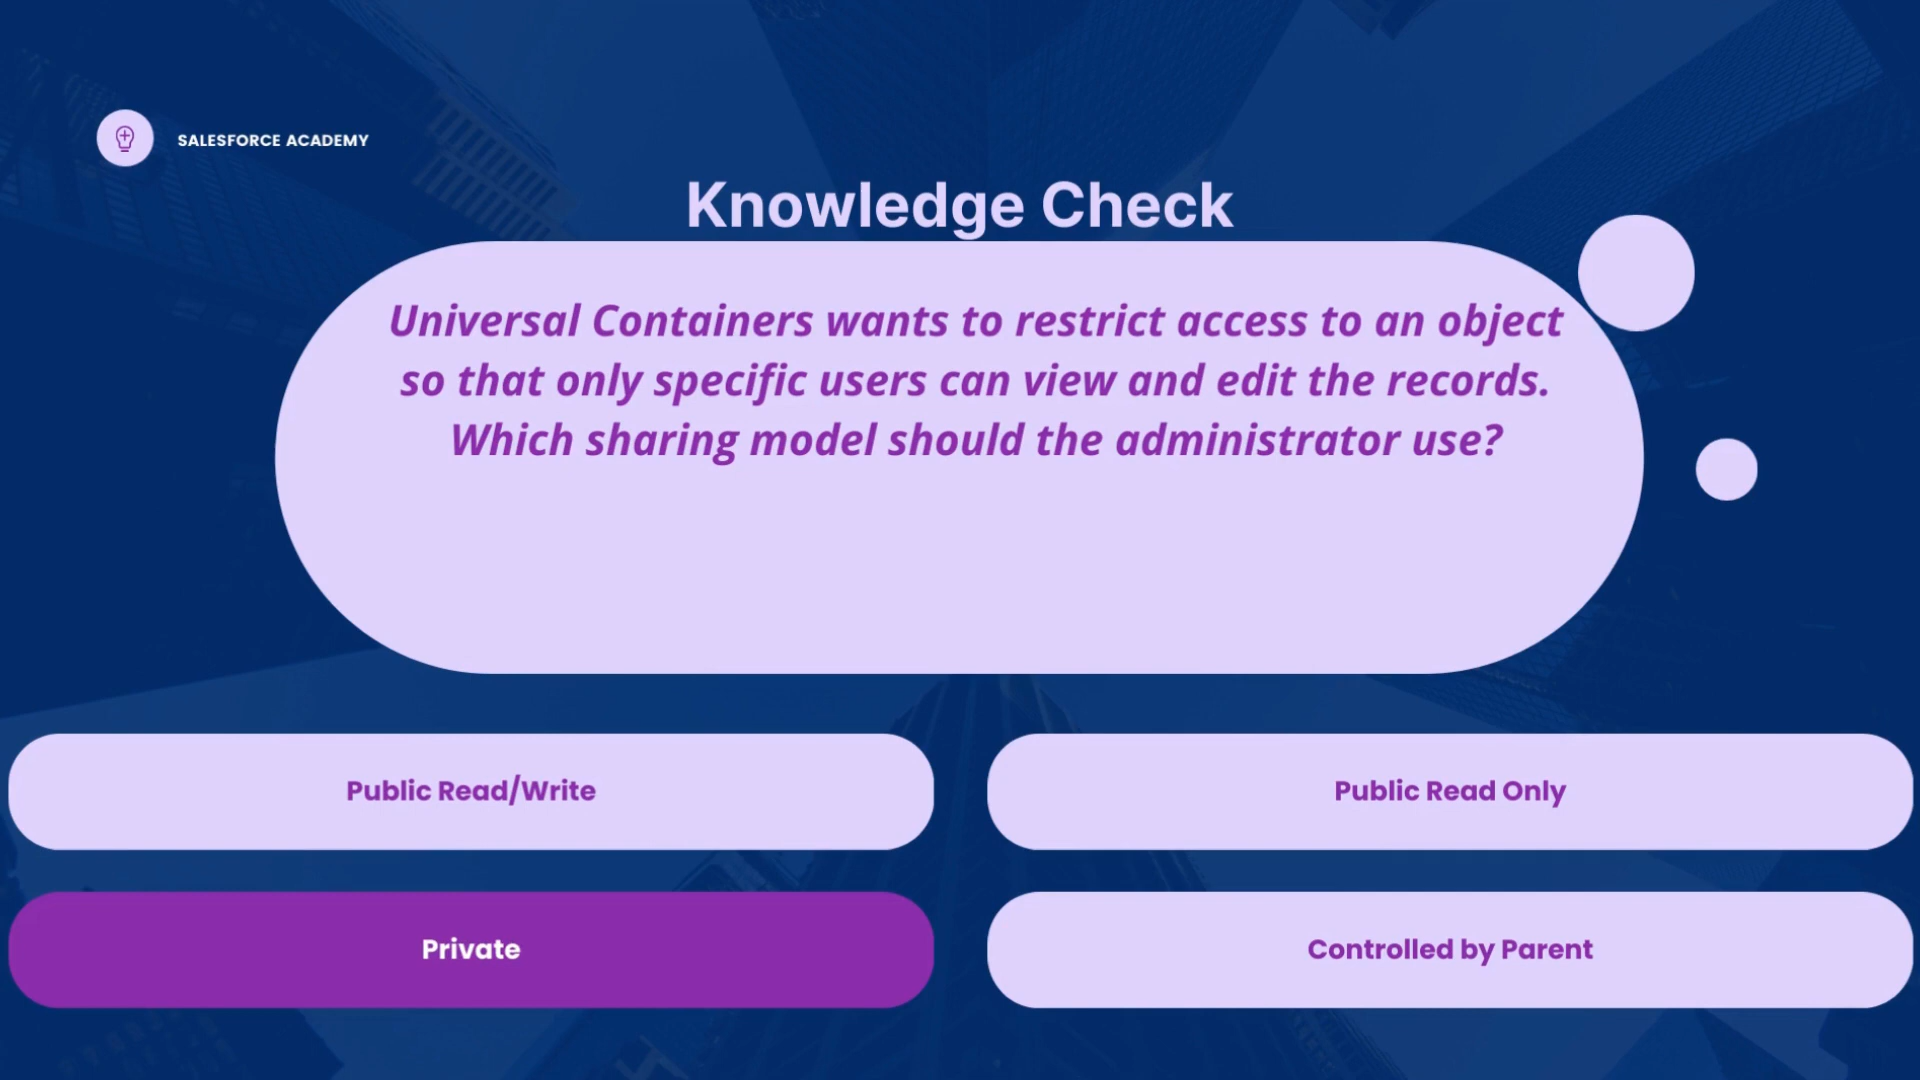 SALESFORCE ACADEMY
Knowledge Check
Universal Containers wants to restrict access to an object
so that only specific users can view and edit the records.
Which sharing model should the administrator use?
Public Read/Write
Public Read Only
Private
Controlled by Parent